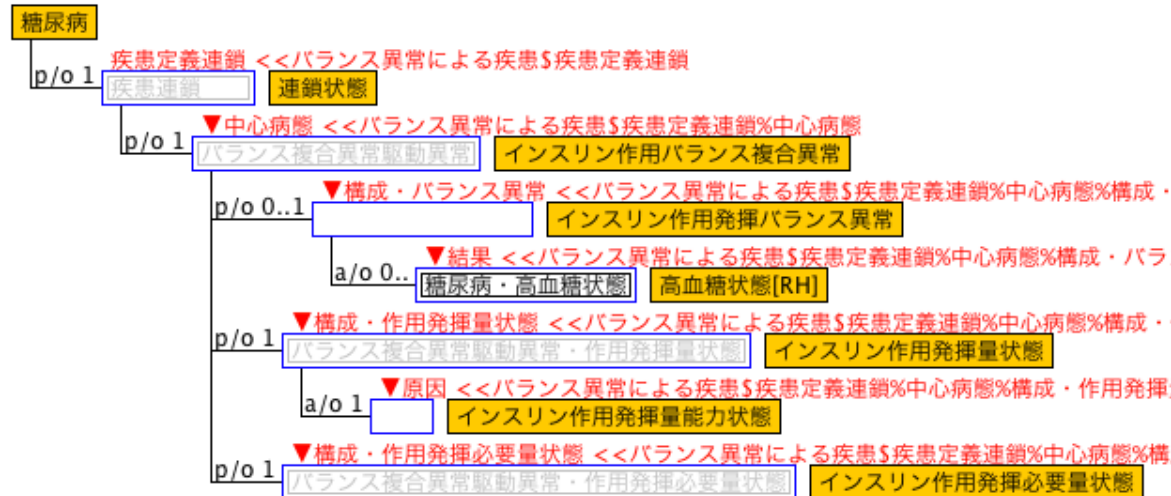 糖尿病
疾患定義連鎖 <<バランス異常による疾患$疾患定義連鎖
p/o 1 疾患連鎖 連鎖状態
▼中心病態 <<バランス異常による疾患$疾患定義連鎖%中心病態
p/o 1 バランス複合異常駆動異常 インスリン作用バランス複合異常
▼構成・バランス異常 <<バランス異常による疾患$疾患定義連鎖%中心病態%構成・
p/o 0..1 インスリン作用発揮バランス異常
▼結果 <<バランス異常による疾患$疾患定義連鎖%中心病態%構成・バラ
a/o 0.. 糖尿病・高血糖状態 高血糖状態[RH]
▼構成・作用発揮量状態 <<バランス異常による疾患$疾患定義連鎖%中心病態%構成・
p/o 1 バランス複合異常駆動異常・作用発揮量状態 インスリン作用発揮量状態
▼原因 <<バランス異常による疾患$疾患定義連鎖%中心病態%構成・作用発揮
a/o 1 インスリン作用発揮量能力状態
▼構成・作用発揮必要量状態 <<バランス異常による疾患$疾患定義連鎖%中心病態%構
p/o 1 バランス複合異常駆動異常・作用発揮必要量状態 インスリン作用発揮必要量状態